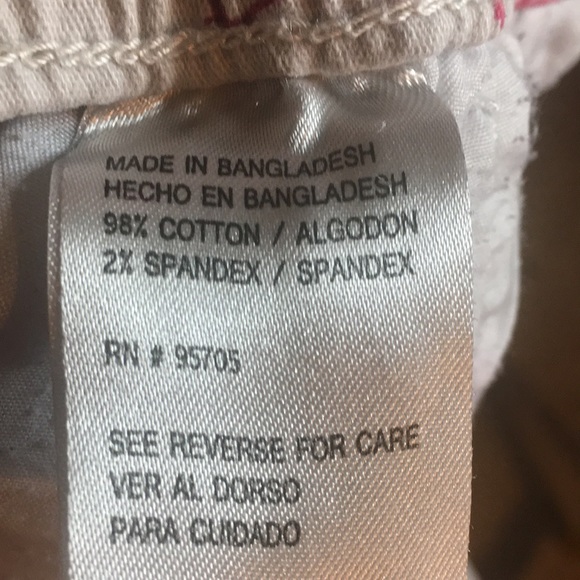 MADE IN BANGLADESH
HECHO EN BANGLADESH
98% COTTON / ALGODON
2% SPANDEX / SPANDEX
RN # 95705
SEE REVERSE FOR CARE
VER AL DORSO
PARA CUIDADO